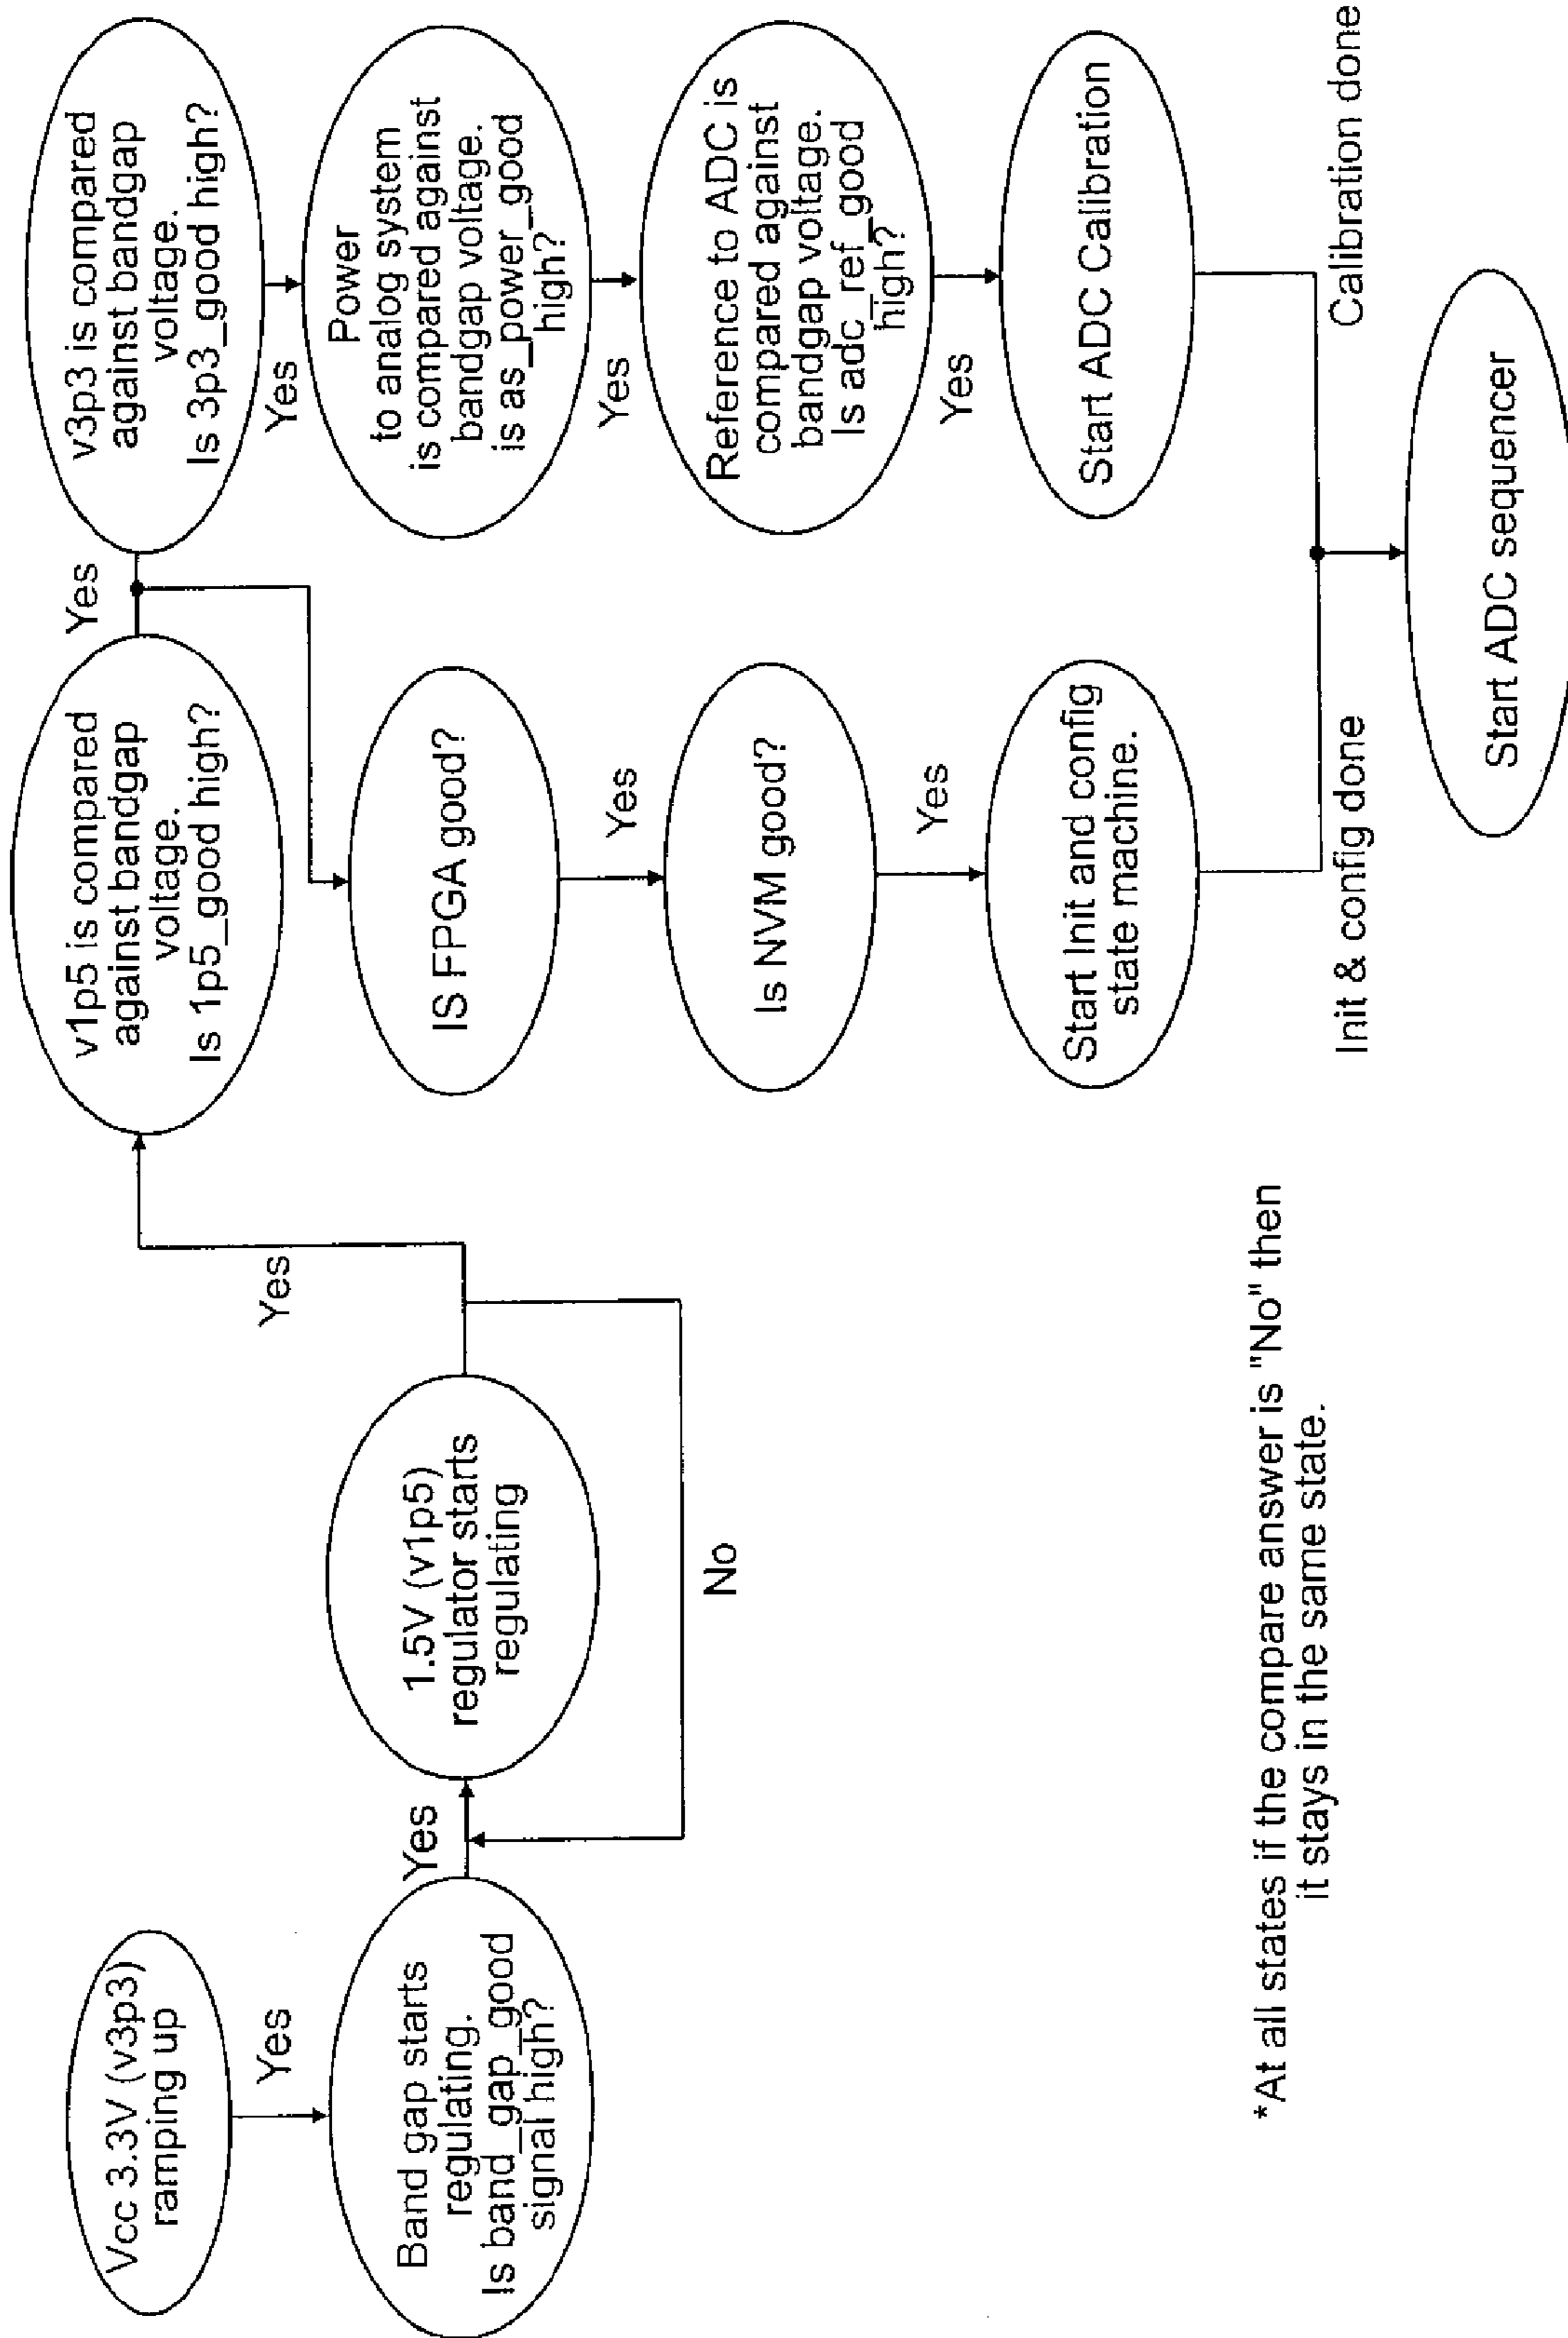 Vcc 3.3V (v3p3)
ramping up
Yes
Band gap starts
regulating.
Is band_gap_good
signal high?
Yes
1.5V (v1p5)
regulator starts
regulating
No
Yes
v1p5 is compared
against bandgap
voltage.
Is 1p5_good high?
Yes
IS FPGA good?
Yes
Is NVM good?
Yes
Start Init and config
state machine.
Init & config done
v3p3 is compared
against bandgap
voltage.
Is 3p3_good high?
Yes
Power
to analog system
is compared against
bandgap voltage.
is as_power_good
high?
Yes
Reference to ADC is
compared against
bandgap voltage.
Is adc_ref_good
high?
Yes
Start ADC Calibration
Calibration done
Start ADC sequencer
*At all states if the compare answer is "No" then
it stays in the same state.